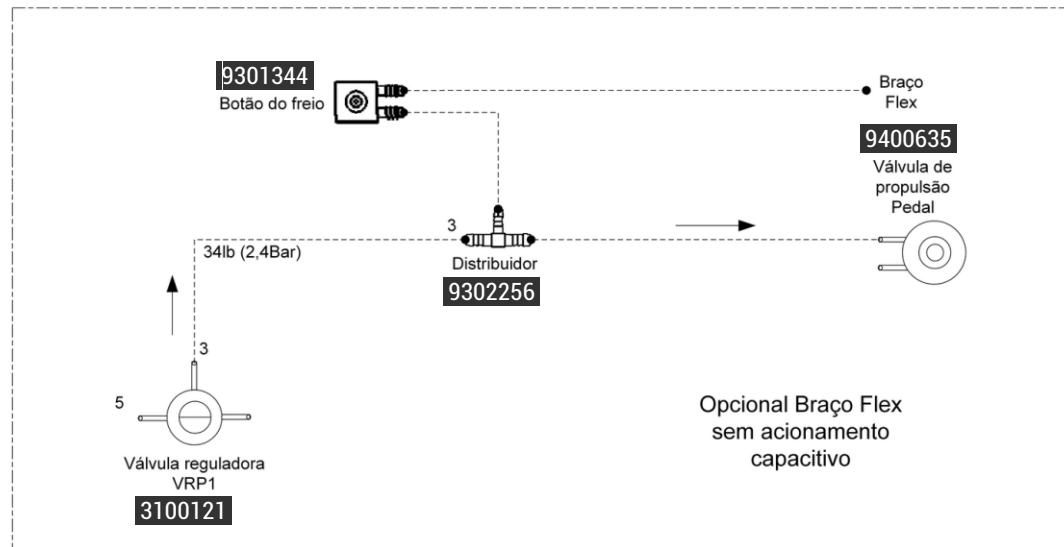 9301344
Botão do freio
Braço
Flex
9400635
Válvula de
propulsão
Pedal
3
34lb (2,4Bar)
Distribuidor
9302256
3
5
Válvula reguladora
VRP1
3100121
Opcional Braço Flex
sem acionamento
capacitivo